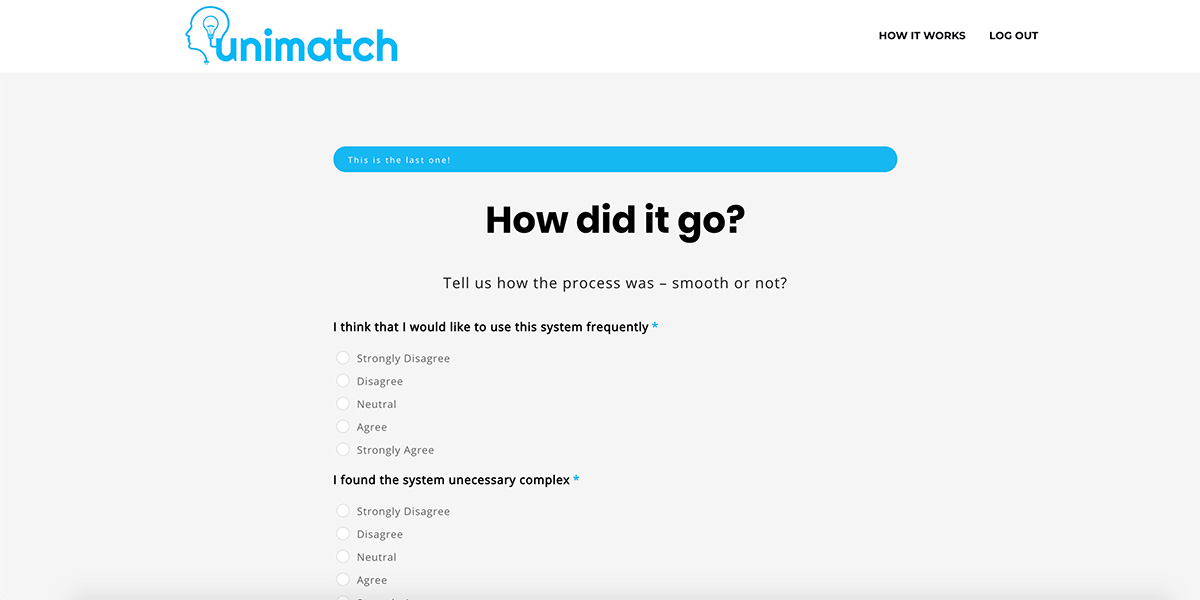 unimatch
HOW IT WORKS
LOG OUT
This is the last one!
How did it go?
Tell us how the process was – smooth or not?
I think that I would like to use this system frequently *
Strongly Disagree
Disagree
Neutral
Agree
Strongly Agree
I found the system unecessary complex *
Strongly Disagree
Disagree
Neutral
Agree